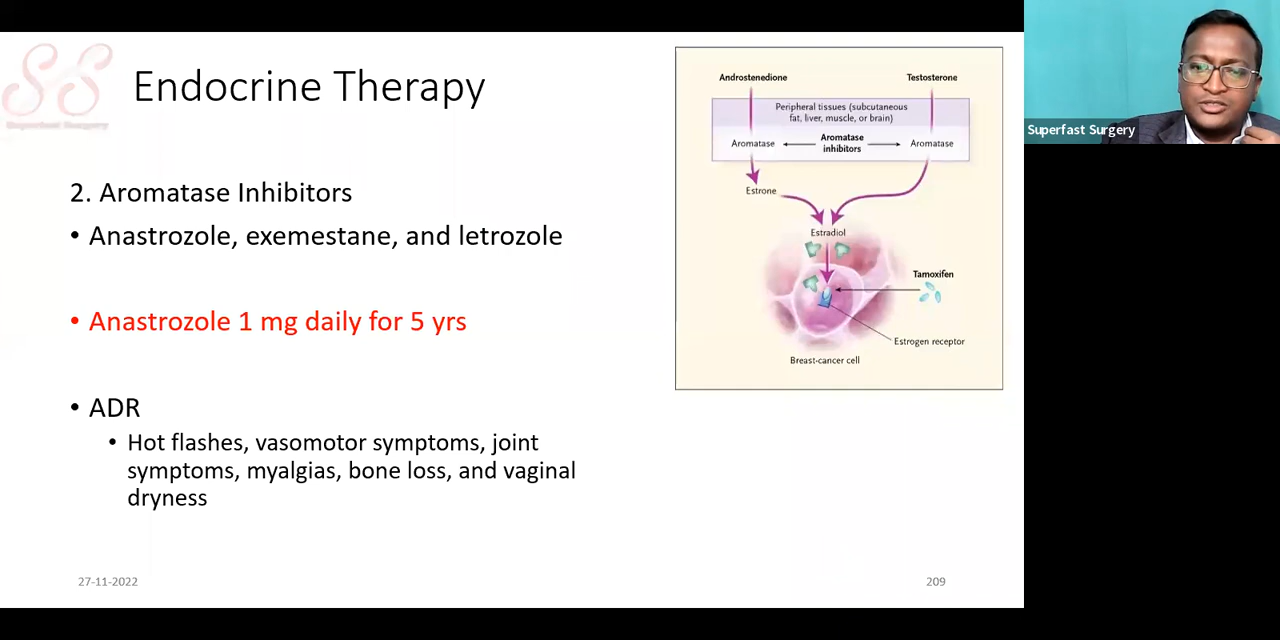 Superfast Surgery
Endocrine Therapy
2. Aromatase Inhibitors
• Anastrozole, exemestane, and letrozole
• Anastrozole 1 mg daily for 5 yrs
• ADR
• Hot flashes, vasomotor symptoms, joint
symptoms, myalgias, bone loss, and vaginal
dryness
27-11-2022
209
Androstenedione
Testosterone
Peripheral tissues (subcutaneous
fat, liver, muscle, or brain)
Aromatase
Aromatase
inhibitors
Aromatase
Estrone
Estradiol
Tamoxifen
Estrogen receptor
Breast-cancer cell
Superfast Surgery